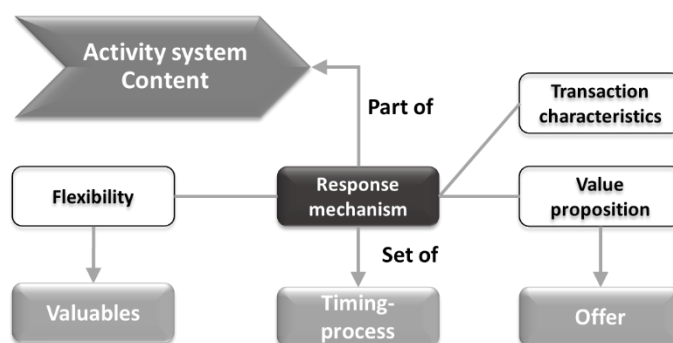 Activity system
Content
Part of
Transaction
characteristics
Flexibility
Response
mechanism
Value
proposition
Set of
Valuables
Timing-
process
Offer